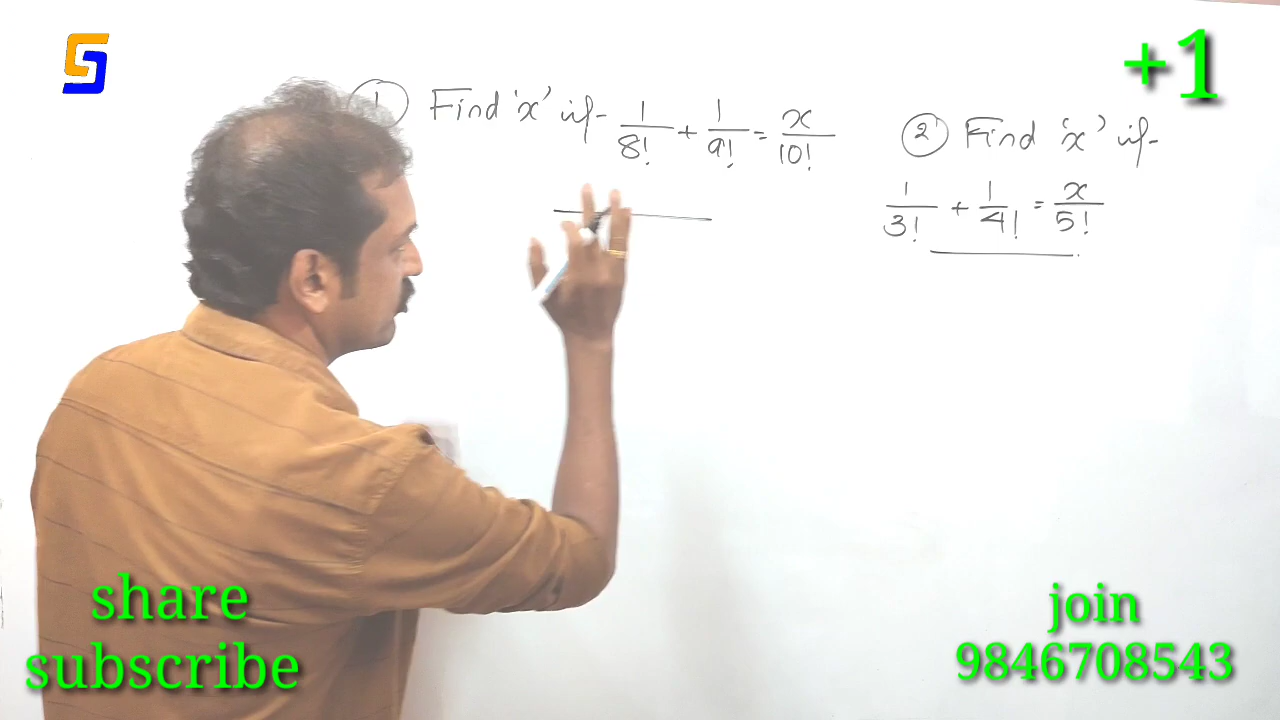 +1
① Find 'x' if 1/8! + 1/9! = x/10!
② Find 'x' if
1/3! + 1/4! = x/5!
share
subscribe
join
9846708543